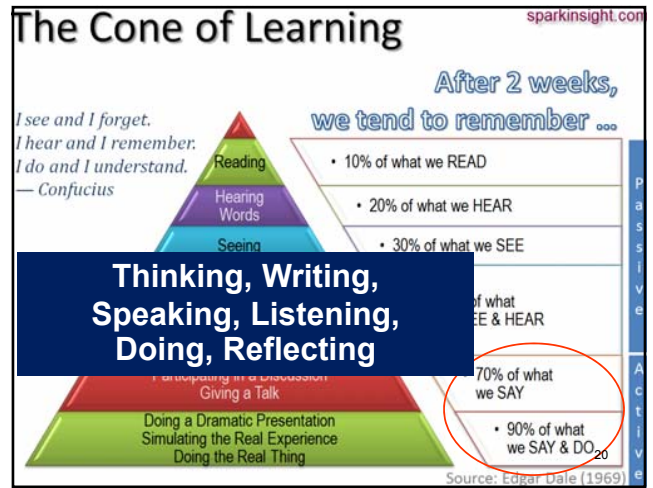 The Cone of Learning
sparkinsight.com
After 2 weeks,
we tend to remember ...
I see and I forget.
I hear and I remember.
I do and I understand.
— Confucius
Reading
• 10% of what we READ
Hearing
Words
• 20% of what we HEAR
Seeing
• 30% of what we SEE
Thinking, Writing,
Speaking, Listening,
Doing, Reflecting
of what
EE & HEAR
Passive
Participating in a Discussion
Giving a Talk
70% of what
we SAY
Doing a Dramatic Presentation
Simulating the Real Experience
Doing the Real Thing
• 90% of what
we SAY & DO
20
Active
Source: Edgar Dale (1969)